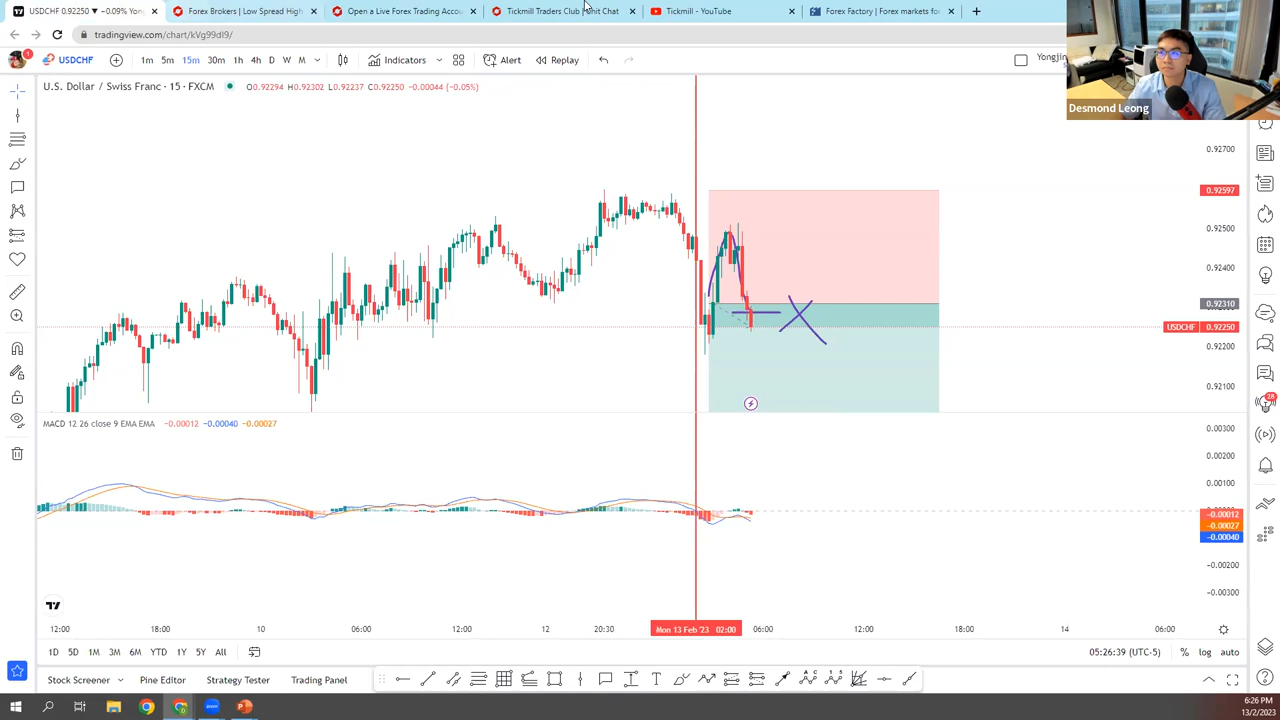 USDCHF 0.92250 ▼ −0.09% Yong
Forex Brokers | Low Spread High
Open a Live Forex Trading Accou
Tickmill Traders Club | Chat
Tickmill - YouTube
Forex Factory | Forex markets fo
tradingview.com/chart/kVg99dI9/
1
USDCHF
1m 5m 15m 30m 1h 4h D W M
Indicators
Alert
Replay
Yongjin
Desmond Leong
U.S. Dollar / Swiss Franc · 15 · FXCM
O0.92294 H0.92302 L0.92237 C0.92250 −0.00044 (−0.05%)
0.92700
0.92597
0.92500
0.92400
0.92310
USDCHF 0.92250
0.92200
0.92100
28
MACD 12 26 close 9 EMA EMA −0.00012 −0.00040 −0.00027
0.00300
0.00200
0.00100
−0.00012
−0.00027
−0.00040
−0.00200
−0.00300
12:00 18:00 10 06:00 12:00 12 20:30 Mon 13 Feb '23 02:00 06:00 12:00 18:00 14 06:00
1D 5D 1M 3M 6M YTD 1Y 5Y All
05:26:39 (UTC-5) % log auto
Stock Screener Pine Editor Strategy Tester Trading Panel
6:26 PM
13/2/2023